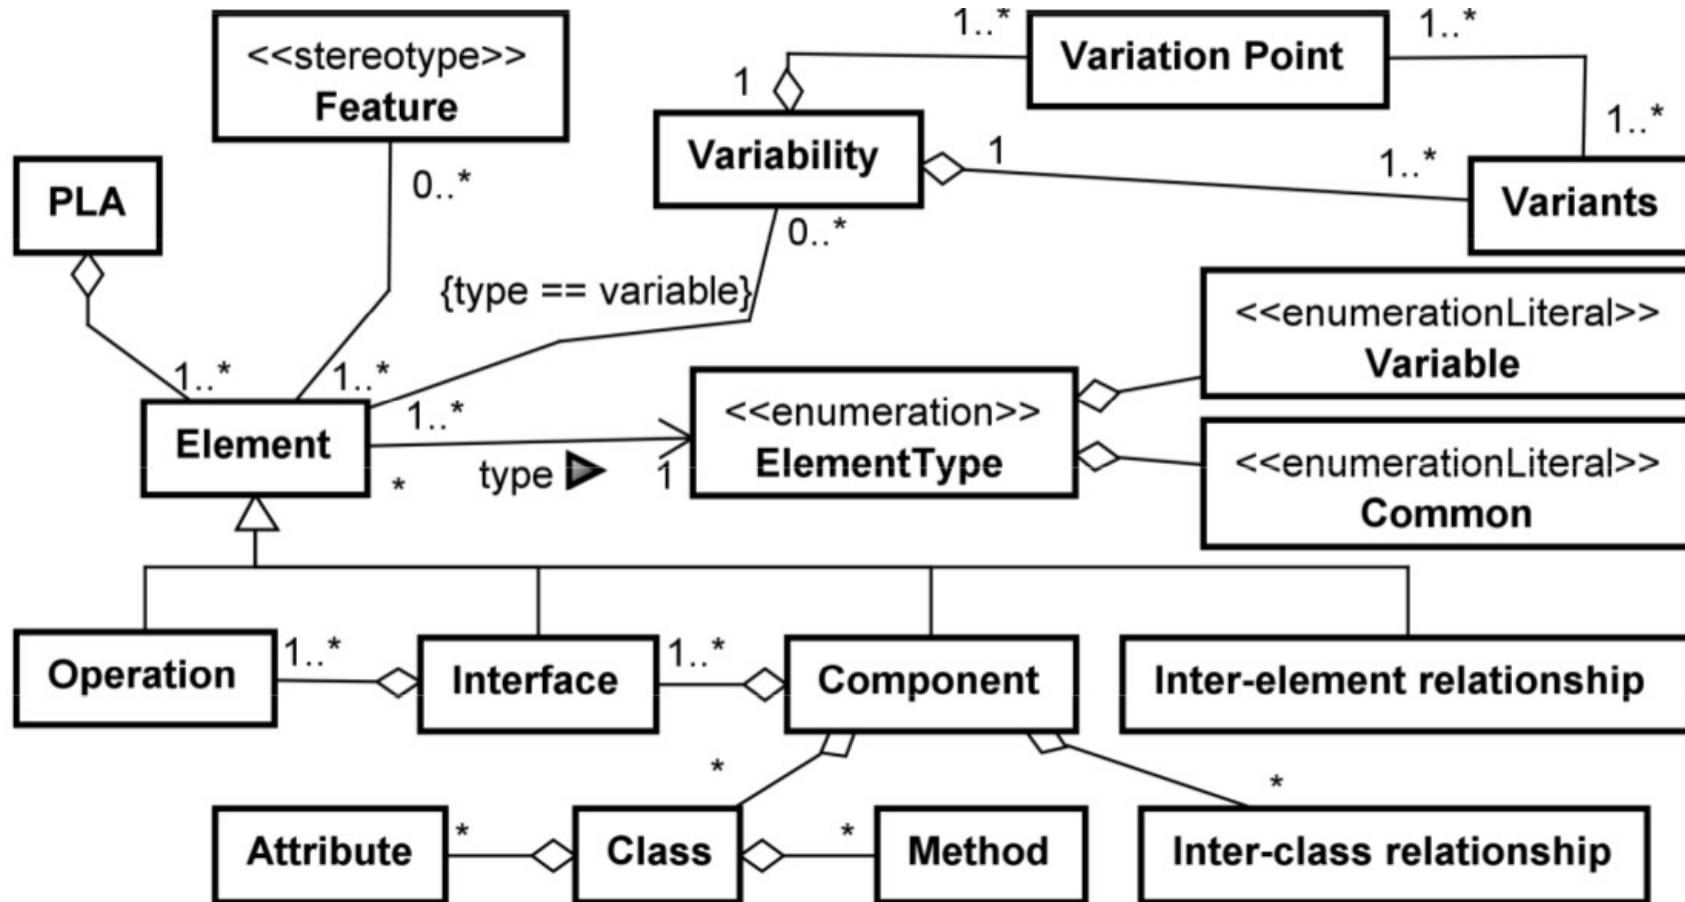 <<stereotype>>
Feature
1..*
Variation Point
1..*
1
Variability
1
1..*
1..*
Variants
PLA
0..*
0..*
{type == variable}
<<enumerationLiteral>>
Variable
1..*
1..*
1..*
Element
<<enumeration>>
ElementType
type
*
1
<<enumerationLiteral>>
Common
Operation
1..*
Interface
1..*
Component
Inter-element relationship
*
*
Attribute
*
Class
*
Method
Inter-class relationship